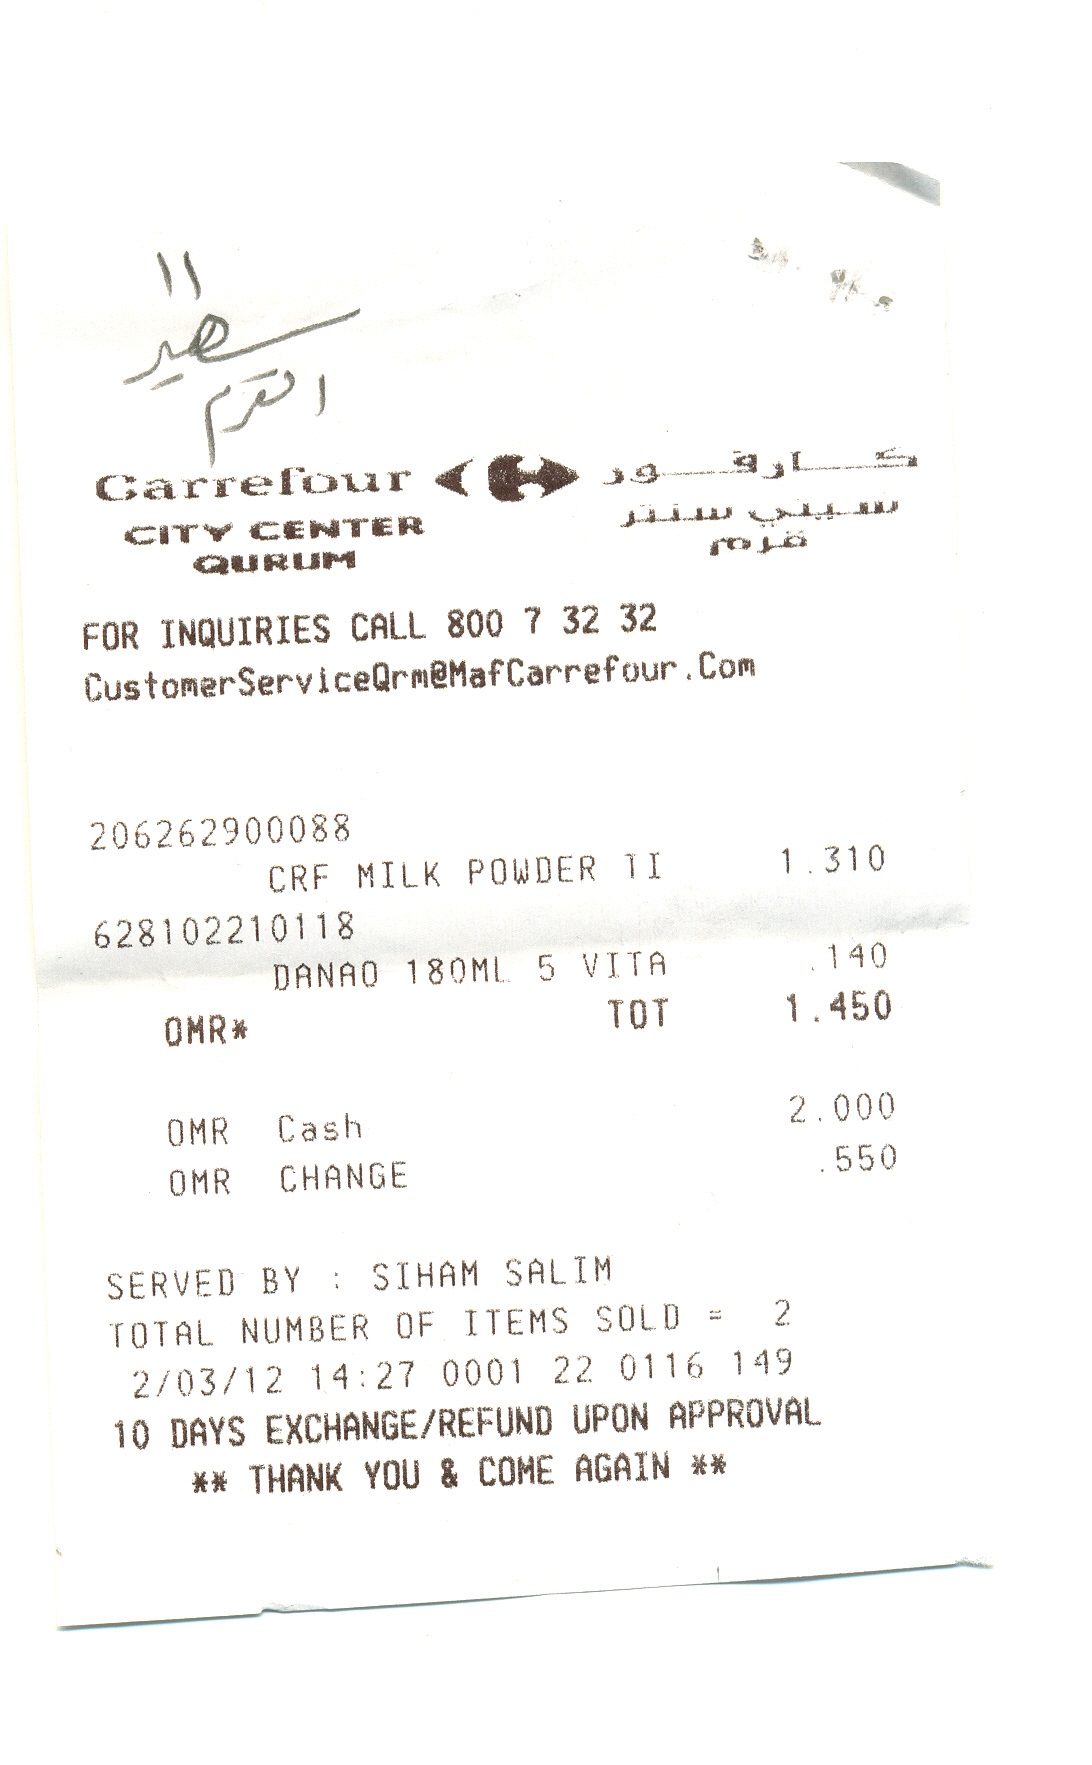 ١١
سهير
القرم
Carrefour كارفور
CITY CENTER سيتي سنتر
QURUM قرم
FOR INQUIRIES CALL 800 7 32 32
CustomerServiceQrm@MafCarrefour.Com
206262900088
CRF MILK POWDER TI 1.310
628102210118
DANAO 180ML 5 VITA .140
OMR* TOT 1.450
OMR Cash 2.000
OMR CHANGE .550
SERVED BY : SIHAM SALIM
TOTAL NUMBER OF ITEMS SOLD = 2
2/03/12 14:27 0001 22 0116 149
10 DAYS EXCHANGE/REFUND UPON APPROVAL
** THANK YOU & COME AGAIN **